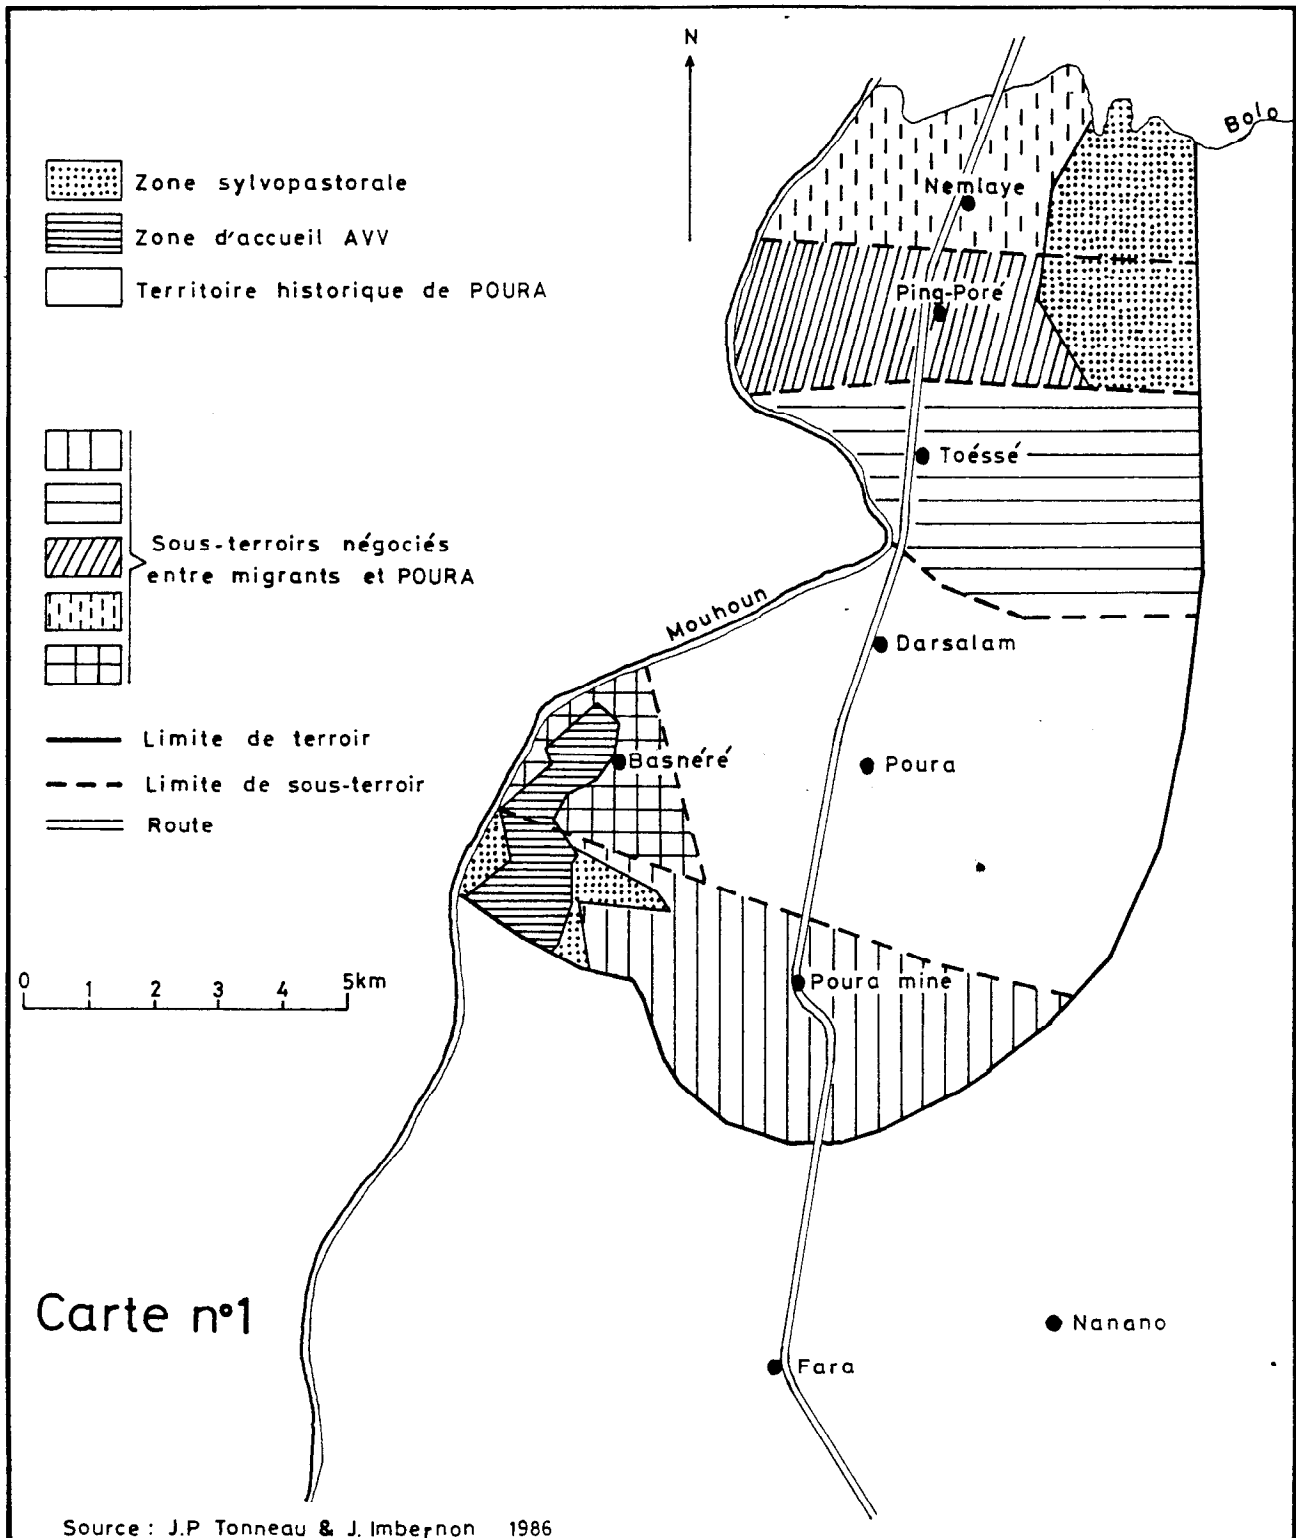 N
Bolo
Zone sylvopastorale
Zone d'accueil AVV
Territoire historique de POURA
Nemlaye
Pinq-Poré
Toéssé
Sous-terroirs négociés
entre migrants et POURA
Mouhoun
Darsalam
Limite de terroir
Limite de sous-terroir
Route
Basnéré
Poura
0 1 2 3 4 5km
Poura mine
Carte n°1
Nanano
Fara
Source : J.P Tonneau & J. Imbernon 1986